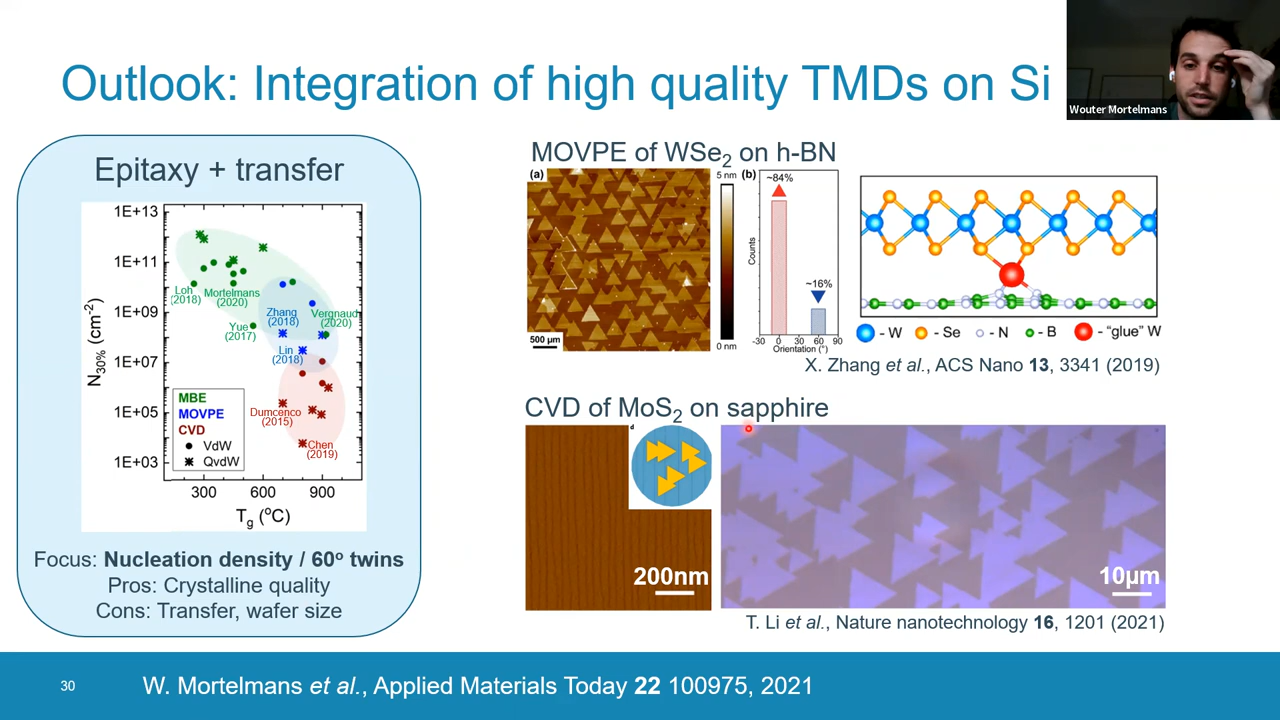 Outlook: Integration of high quality TMDs on Si
Wouter Mortelmans
Epitaxy + transfer
1E+13
1E+11
1E+09
1E+07
1E+05
1E+03
N30% (cm-2)
Loh
(2018)
Mortelmans
(2020)
Yue
(2017)
Zhang
(2018)
Vergnaud
(2020)
Lin
(2018)
Dumcenco
(2015)
Chen
(2019)
MBE
MOVPE
CVD
VdW
QvdW
300 600 900
Tg (oC)
Focus: Nucleation density / 60o twins
Pros: Crystalline quality
Cons: Transfer, wafer size
MOVPE of WSe2 on h-BN
(a)
500 µm
5 nm
0 nm
(b)
~84%
~16%
Counts
-30 0 30 60 90
Orientation (°)
- W - Se - N - B - "glue" W
X. Zhang et al., ACS Nano 13, 3341 (2019)
CVD of MoS2 on sapphire
d
200nm
10µm
T. Li et al., Nature nanotechnology 16, 1201 (2021)
30
W. Mortelmans et al., Applied Materials Today 22 100975, 2021